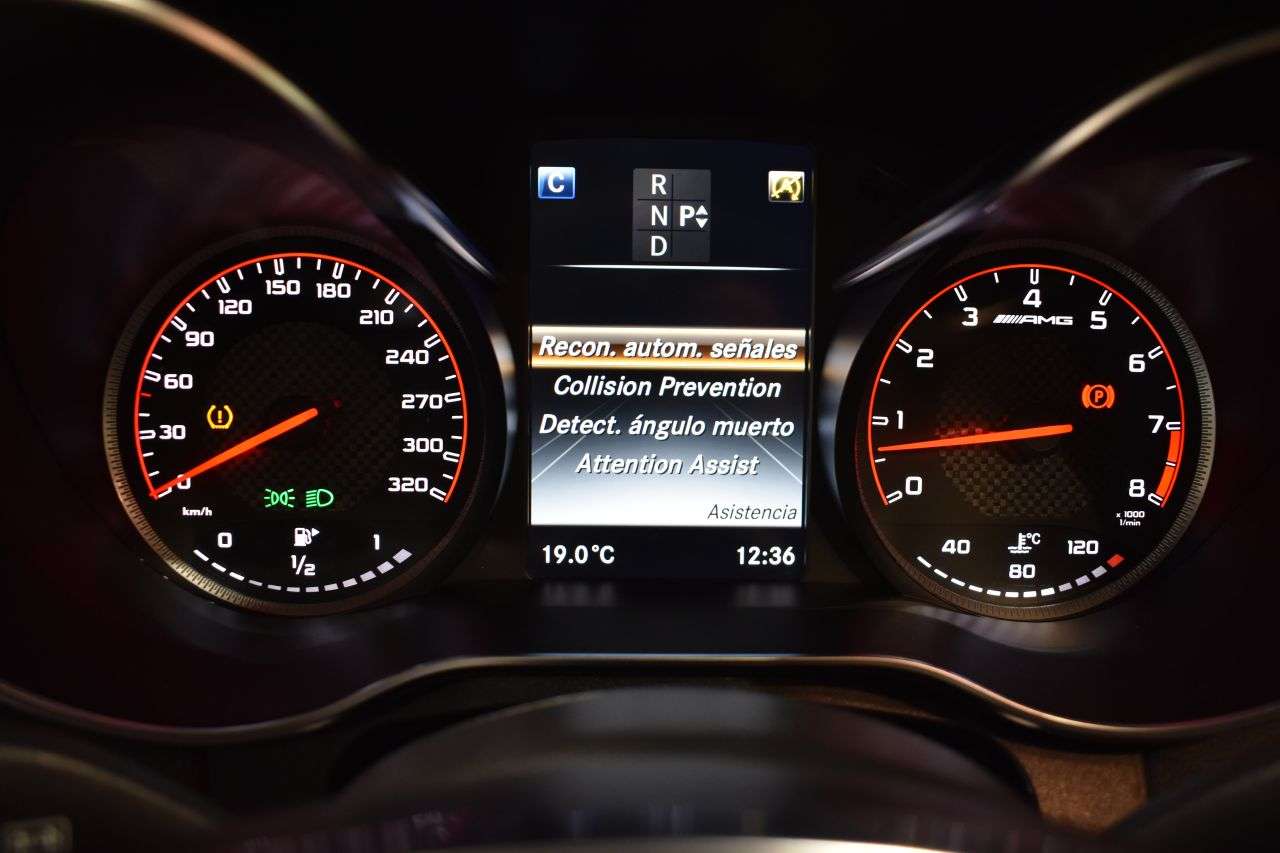 C
R
N P
D
30
60
90
120
150
180
210
240
270
300
320
0
km/h
0
1/2
1
Recon. autom. señales
Collision Prevention
Detect. ángulo muerto
Attention Assist
Asistencia
19.0°C
12:36
0
1
2
3
4
5
6
7
8
AMG
P
x 1000
1/min
40
80
120
°C